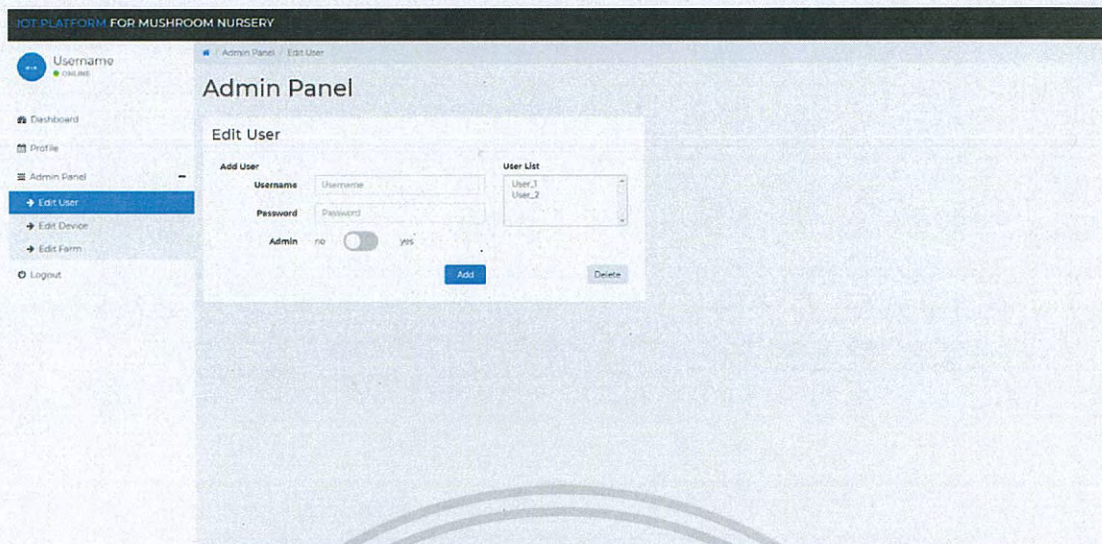 IOT PLATFORM FOR MUSHROOM NURSERY
Username
ONLINE
Dashboard
Profile
Admin Panel
Edit User
Edit Device
Edit Farm
Logout
/ Admin Panel / Edit User
Admin Panel
Edit User
Add User
Username Username
Password Password
Admin no yes
Add
User List
User_1
User_2
Delete